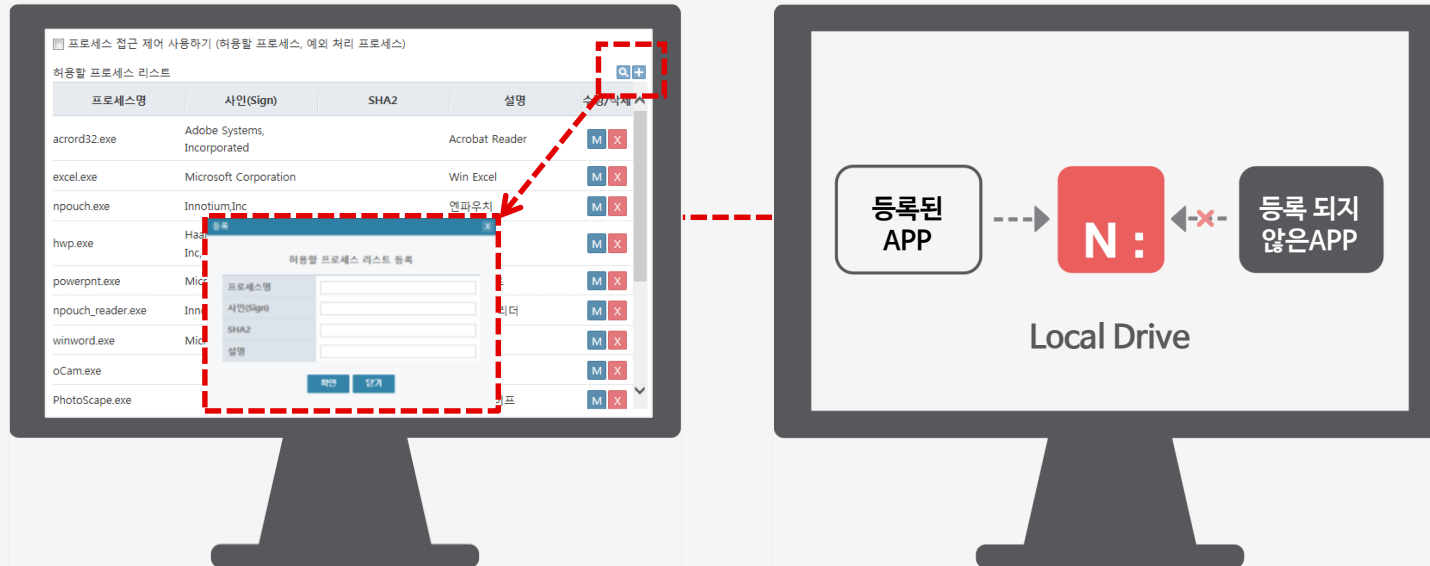 프로세스 접근 제어 사용하기 (허용할 프로세스, 예외 처리 프로세스)
허용할 프로세스 리스트
프로세스명 사인(Sign) SHA2 설명 수정/삭제
acrord32.exe Adobe Systems, Incorporated Acrobat Reader M X
excel.exe Microsoft Corporation Win Excel M X
npouch.exe Innotium,Inc 엔파우치 M X
hwp.exe Inc, M X
powerpnt.exe M X
npouch_reader.exe M X
winword.exe M X
oCam.exe M X
PhotoScape.exe M X
등록 X
허용할 프로세스 리스트 등록
프로세스명
사인(Sign)
SHA2
설명
확인 닫기
등록된
APP
N :
등록 되지
않은APP
Local Drive